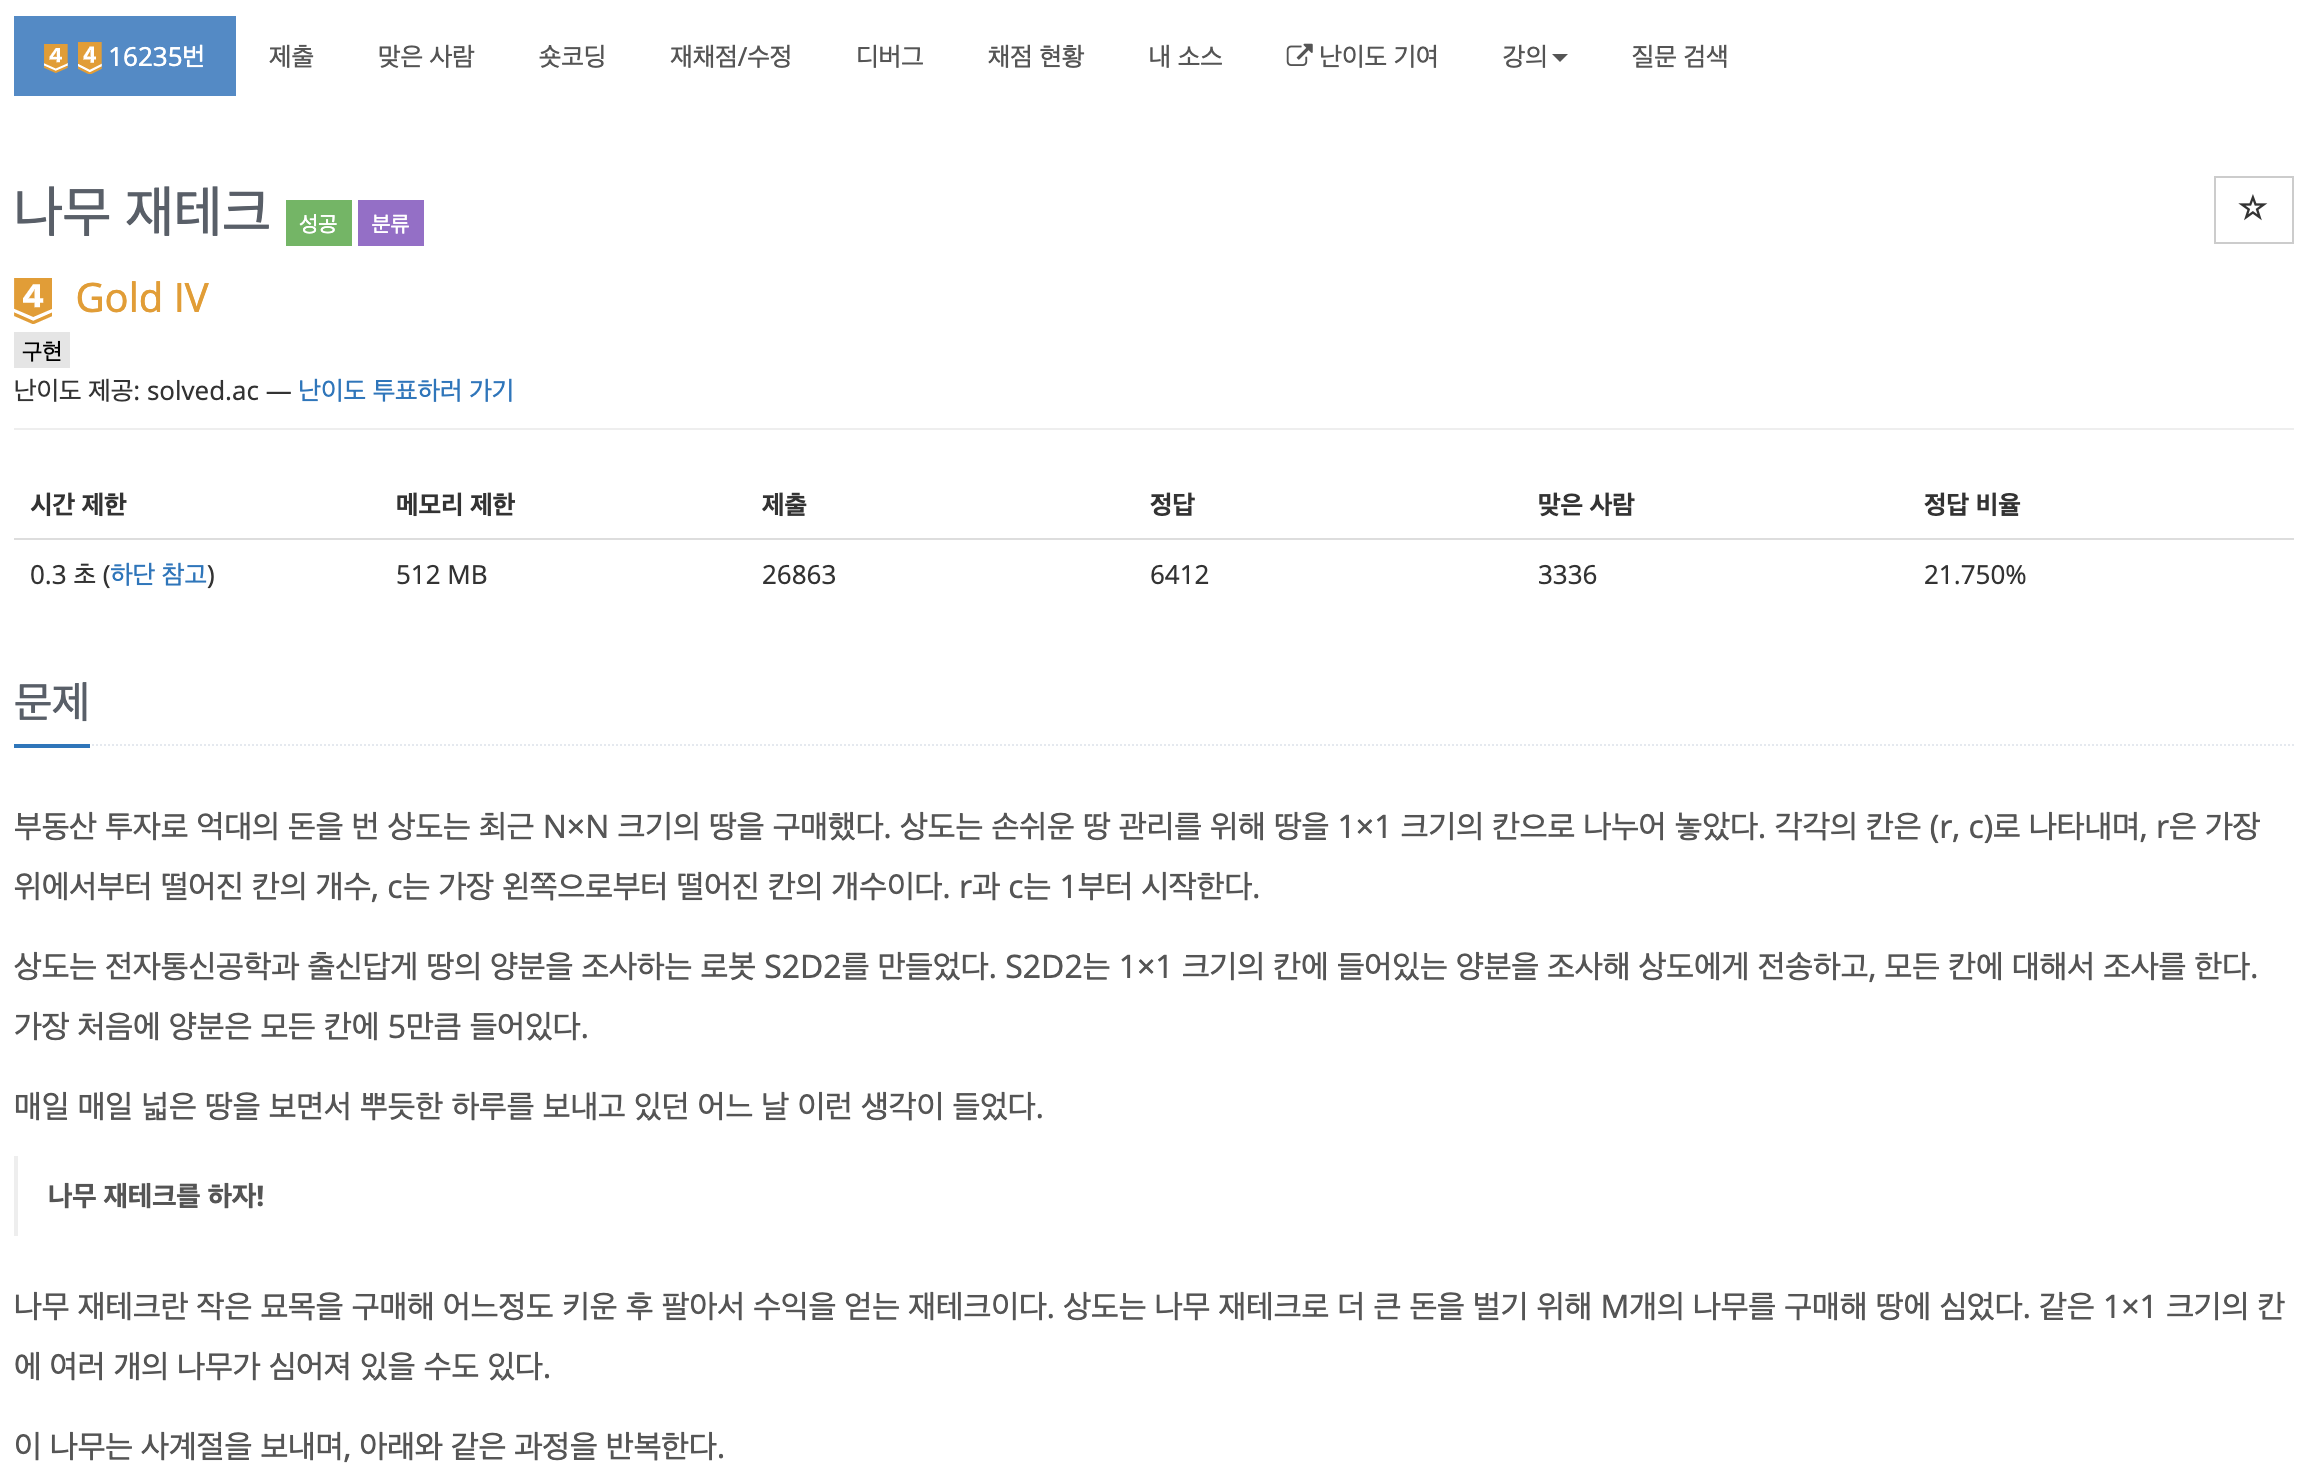 4 4 16235번 제출 맞은 사람 숏코딩 재채점/수정 디버그 채점 현황 내 소스 난이도 기여 강의 질문 검색
나무 재테크 성공 분류
4 Gold IV
구현
난이도 제공: solved.ac — 난이도 투표하러 가기
시간 제한 메모리 제한 제출 정답 맞은 사람 정답 비율
0.3 초 (하단 참고) 512 MB 26863 6412 3336 21.750%
문제
부동산 투자로 억대의 돈을 번 상도는 최근 N×N 크기의 땅을 구매했다. 상도는 손쉬운 땅 관리를 위해 땅을 1×1 크기의 칸으로 나누어 놓았다. 각각의 칸은 (r, c)로 나타내며, r은 가장
위에서부터 떨어진 칸의 개수, c는 가장 왼쪽으로부터 떨어진 칸의 개수이다. r과 c는 1부터 시작한다.
상도는 전자통신공학과 출신답게 땅의 양분을 조사하는 로봇 S2D2를 만들었다. S2D2는 1×1 크기의 칸에 들어있는 양분을 조사해 상도에게 전송하고, 모든 칸에 대해서 조사를 한다.
가장 처음에 양분은 모든 칸에 5만큼 들어있다.
매일 매일 넓은 땅을 보면서 뿌듯한 하루를 보내고 있던 어느 날 이런 생각이 들었다.
나무 재테크를 하자!
나무 재테크란 작은 묘목을 구매해 어느정도 키운 후 팔아서 수익을 얻는 재테크이다. 상도는 나무 재테크로 더 큰 돈을 벌기 위해 M개의 나무를 구매해 땅에 심었다. 같은 1×1 크기의 칸
에 여러 개의 나무가 심어져 있을 수도 있다.
이 나무는 사계절을 보내며, 아래와 같은 과정을 반복한다.